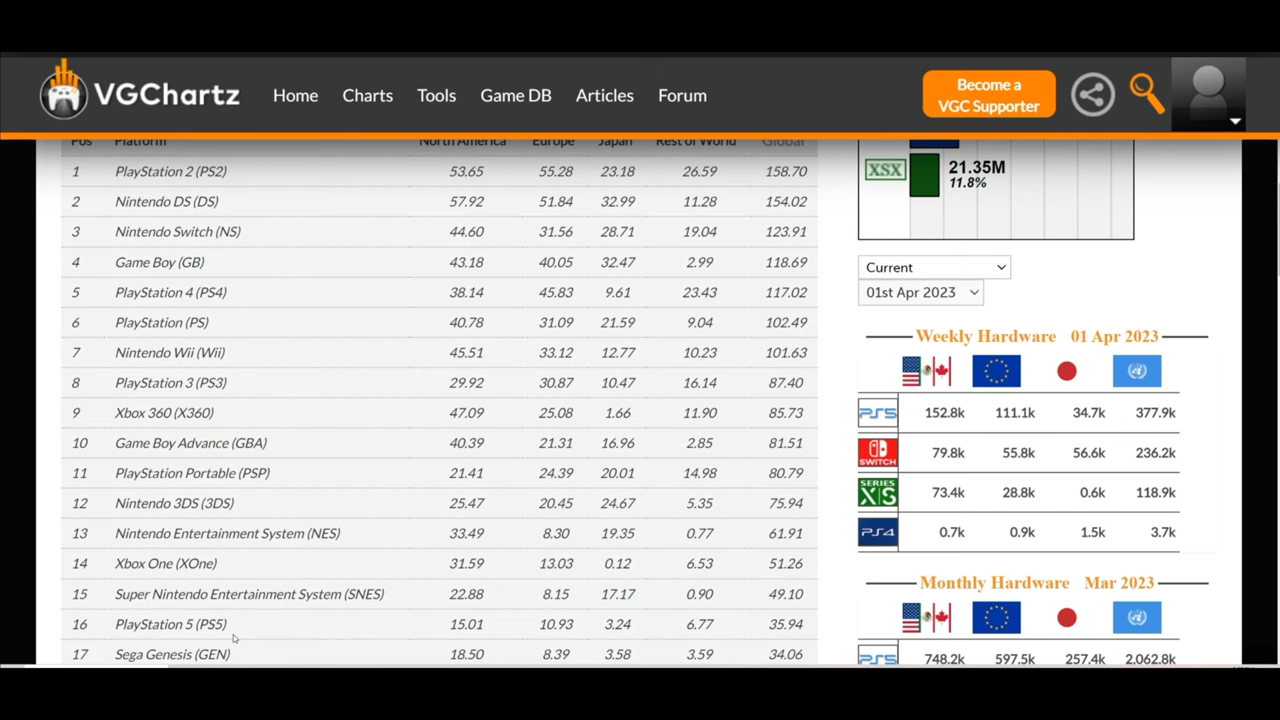 VGChartz Home Charts Tools Game DB Articles Forum
Become a
VGC Supporter
Pos Platform North America Europe Japan Rest of World Global
1 PlayStation 2 (PS2) 53.65 55.28 23.18 26.59 158.70
2 Nintendo DS (DS) 57.92 51.84 32.99 11.28 154.02
3 Nintendo Switch (NS) 44.60 31.56 28.71 19.04 123.91
4 Game Boy (GB) 43.18 40.05 32.47 2.99 118.69
5 PlayStation 4 (PS4) 38.14 45.83 9.61 23.43 117.02
6 PlayStation (PS) 40.78 31.09 21.59 9.04 102.49
7 Nintendo Wii (Wii) 45.51 33.12 12.77 10.23 101.63
8 PlayStation 3 (PS3) 29.92 30.87 10.47 16.14 87.40
9 Xbox 360 (X360) 47.09 25.08 1.66 11.90 85.73
10 Game Boy Advance (GBA) 40.39 21.31 16.96 2.85 81.51
11 PlayStation Portable (PSP) 21.41 24.39 20.01 14.98 80.79
12 Nintendo 3DS (3DS) 25.47 20.45 24.67 5.35 75.94
13 Nintendo Entertainment System (NES) 33.49 8.30 19.35 0.77 61.91
14 Xbox One (XOne) 31.59 13.03 0.12 6.53 51.26
15 Super Nintendo Entertainment System (SNES) 22.88 8.15 17.17 0.90 49.10
16 PlayStation 5 (PS5) 15.01 10.93 3.24 6.77 35.94
17 Sega Genesis (GEN) 18.50 8.39 3.58 3.59 34.06
XSX 21.35M
11.8%
Current
01st Apr 2023
Weekly Hardware 01 Apr 2023
PS5 152.8k 111.1k 34.7k 377.9k
SWITCH 79.8k 55.8k 56.6k 236.2k
SERIES X|S 73.4k 28.8k 0.6k 118.9k
PS4 0.7k 0.9k 1.5k 3.7k
Monthly Hardware Mar 2023
PS5 748.2k 597.5k 257.4k 2,062.8k